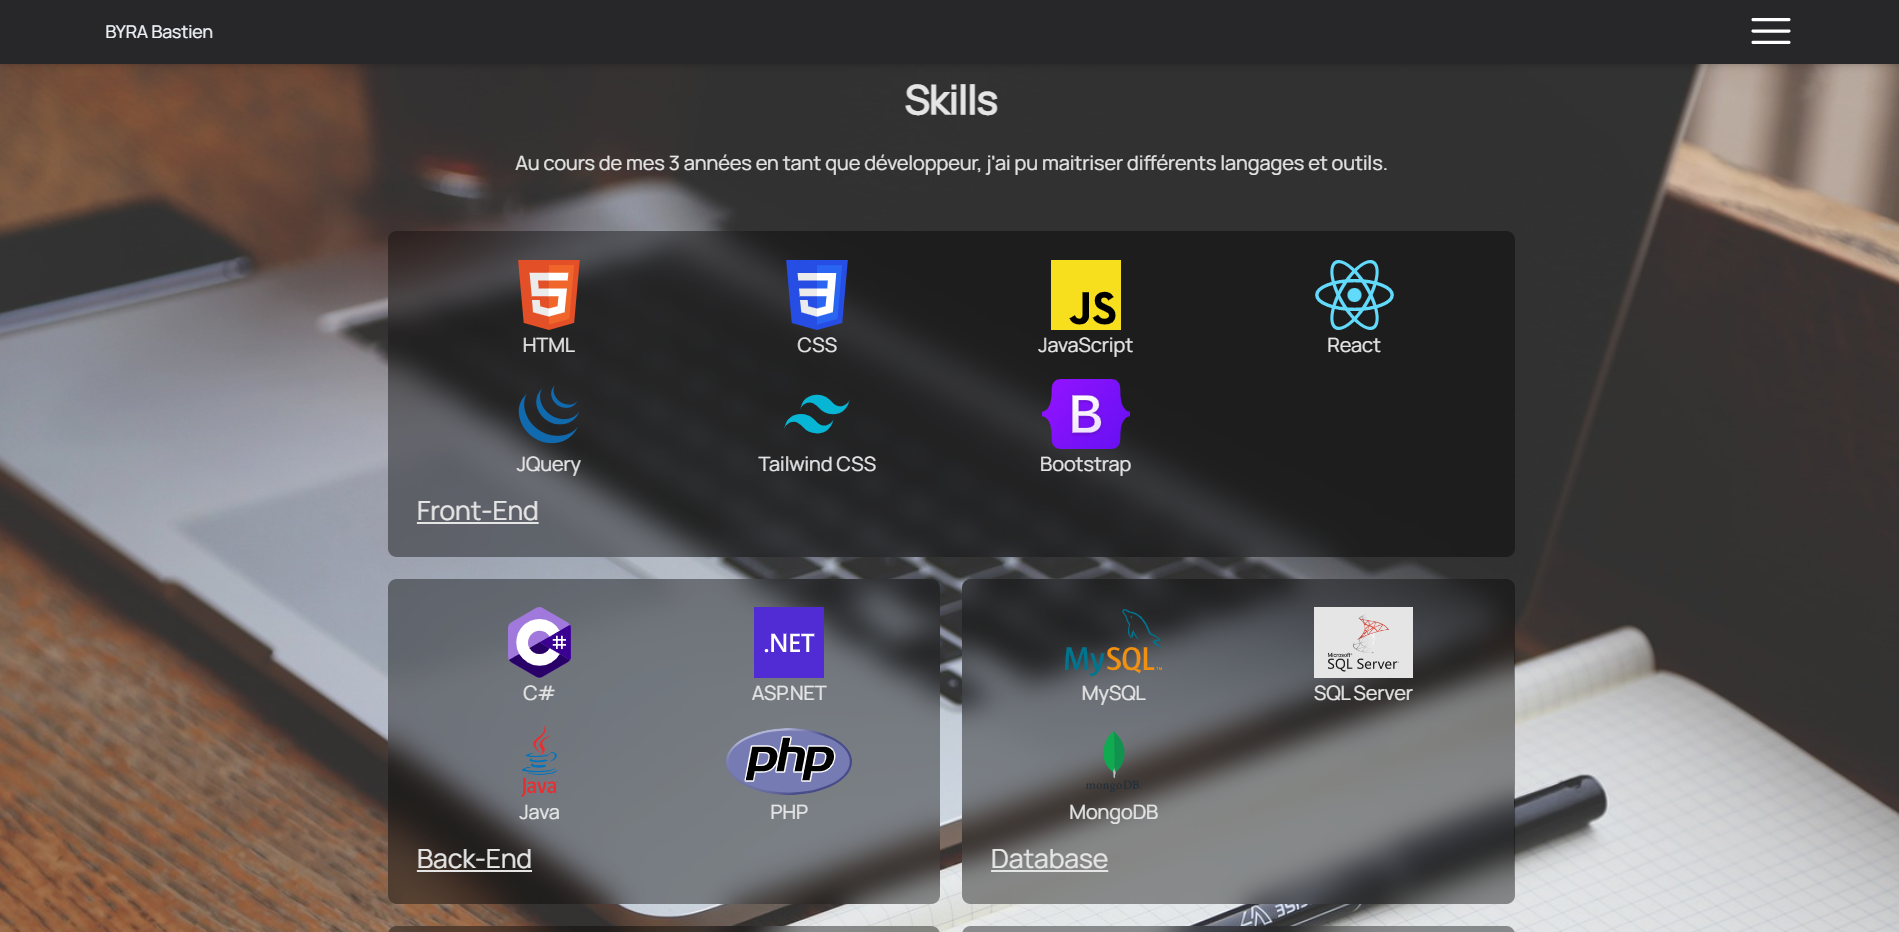 BYRA Bastien
Skills
Au cours de mes 3 années en tant que développeur, j'ai pu maitriser différents langages et outils.
JS
HTML CSS JavaScript React
B
JQuery Tailwind CSS Bootstrap
Front-End
C# .NET MySQL Microsoft SQL Server
C# ASP.NET MySQL SQL Server
Java php mongoDB
Java PHP MongoDB
Back-End Database